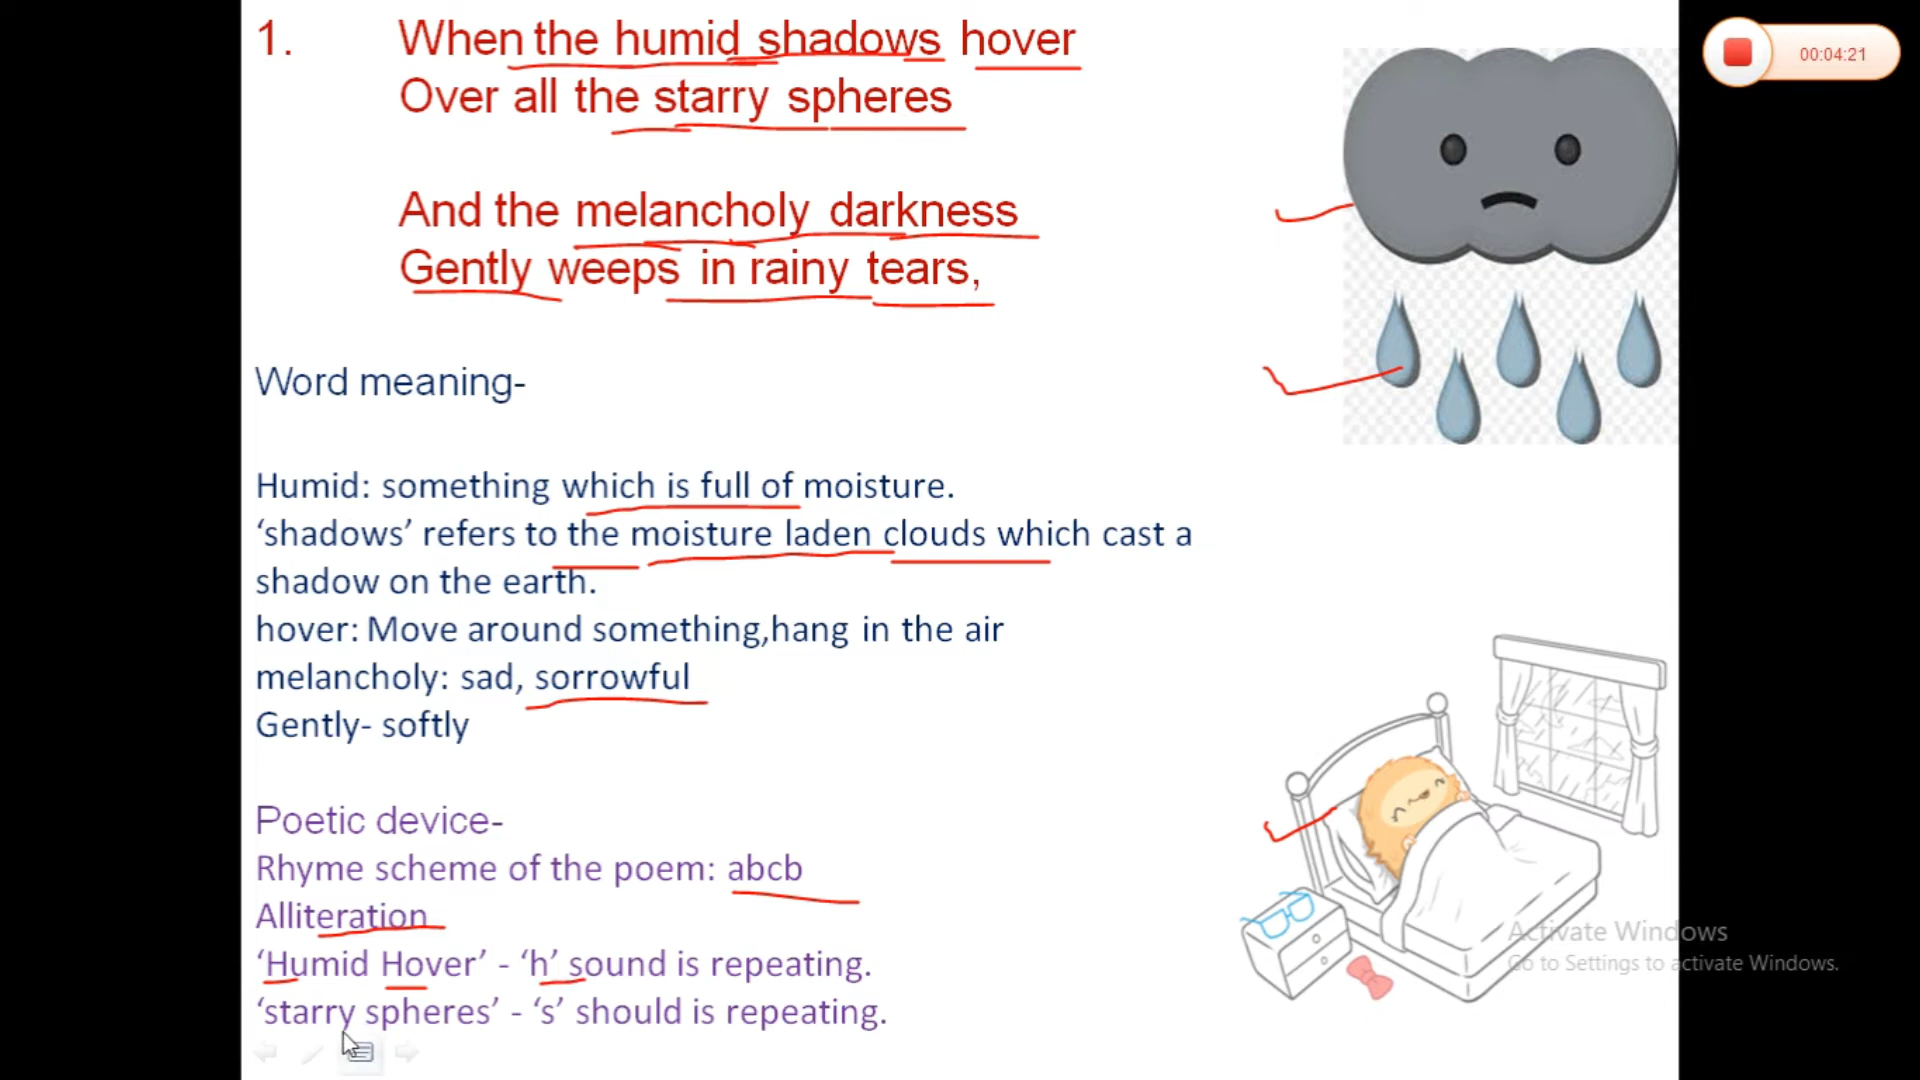 00:04:21
1. When the humid shadows hover
Over all the starry spheres
And the melancholy darkness
Gently weeps in rainy tears,
Word meaning-
Humid: something which is full of moisture.
‘shadows’ refers to the moisture laden clouds which cast a
shadow on the earth.
hover: Move around something,hang in the air
melancholy: sad, sorrowful
Gently- softly
Poetic device-
Rhyme scheme of the poem: abcb
Alliteration
‘Humid Hover’ - ‘h’ sound is repeating.
‘starry spheres’ - ‘s’ should is repeating.
Activate Windows
Go to Settings to activate Windows.